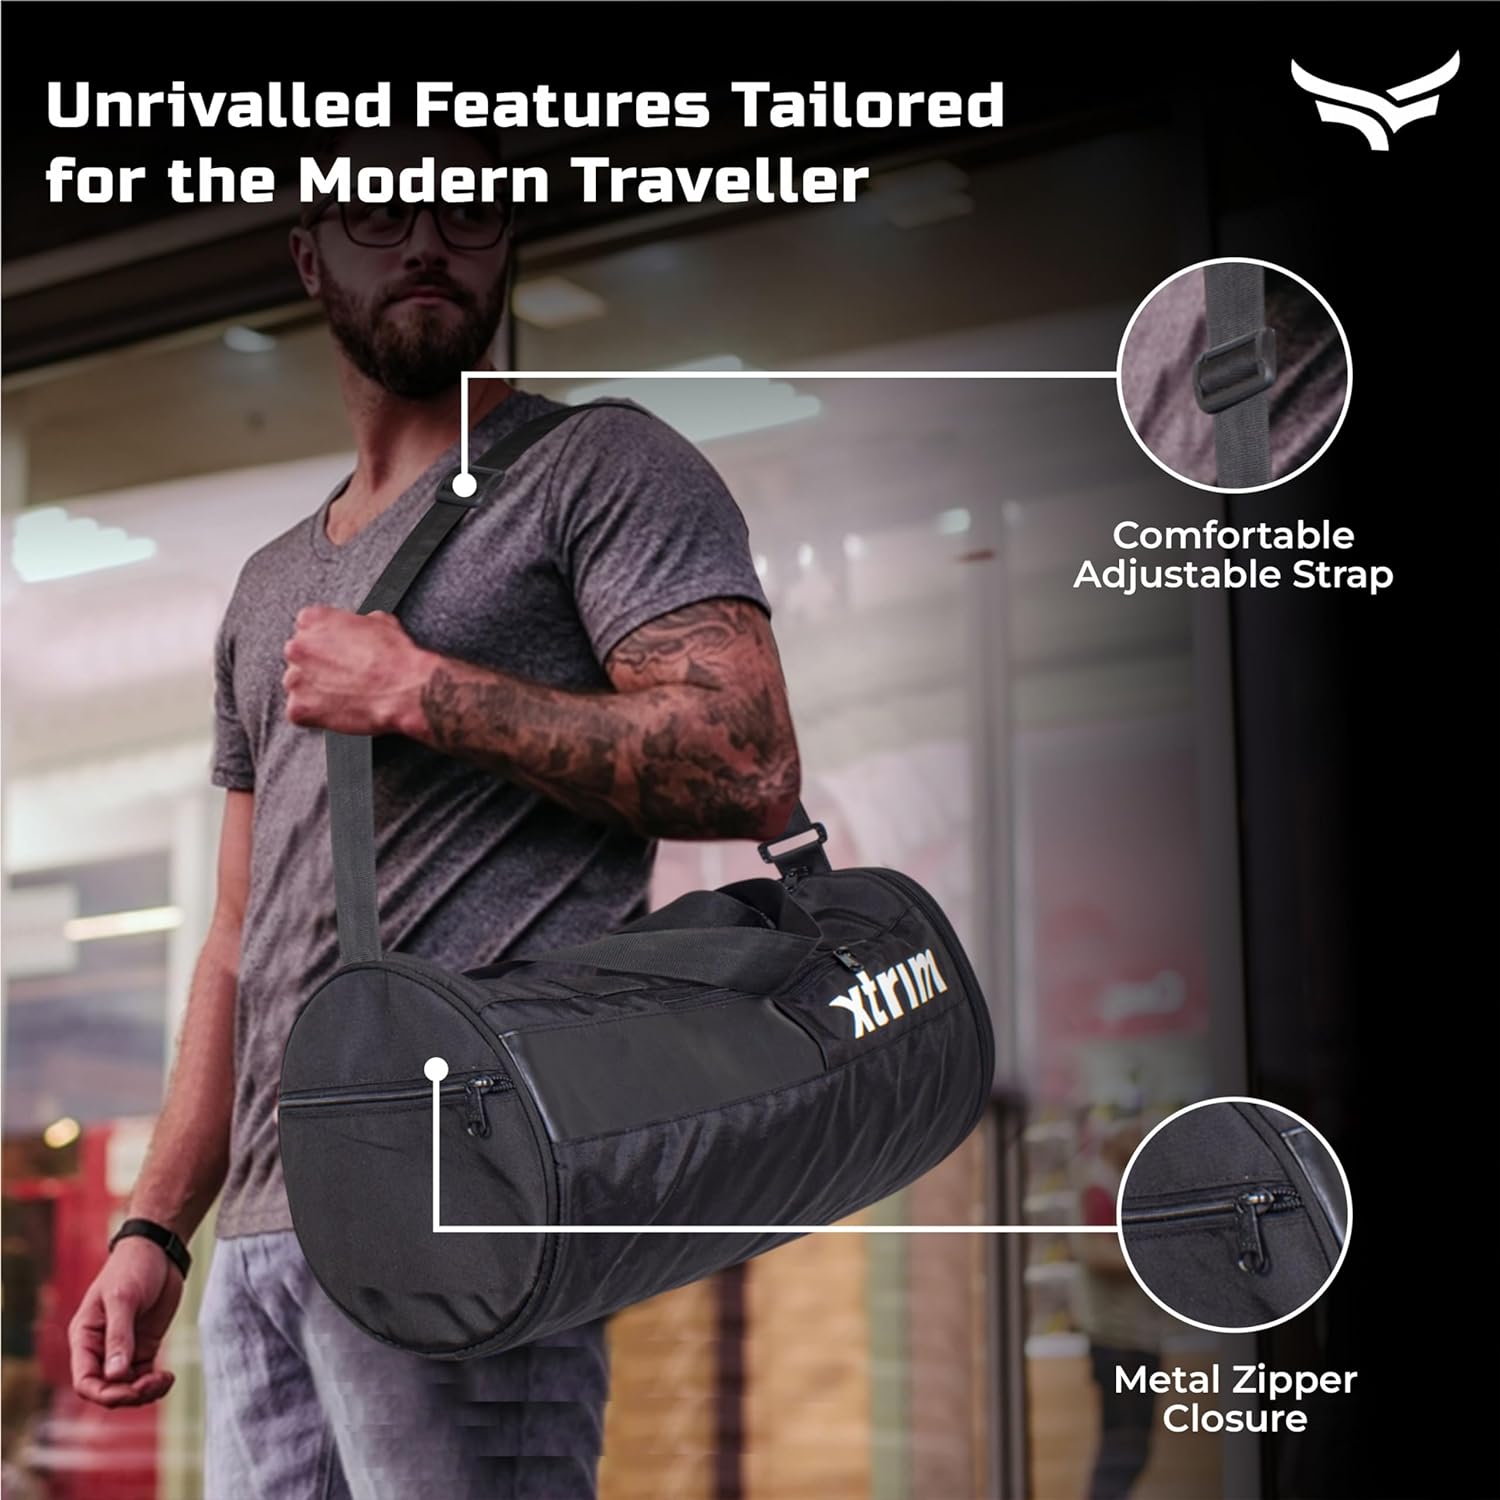 Unrivalled Features Tailored
for the Modern Traveller
Comfortable
Adjustable Strap
xtrim
Metal Zipper
Closure